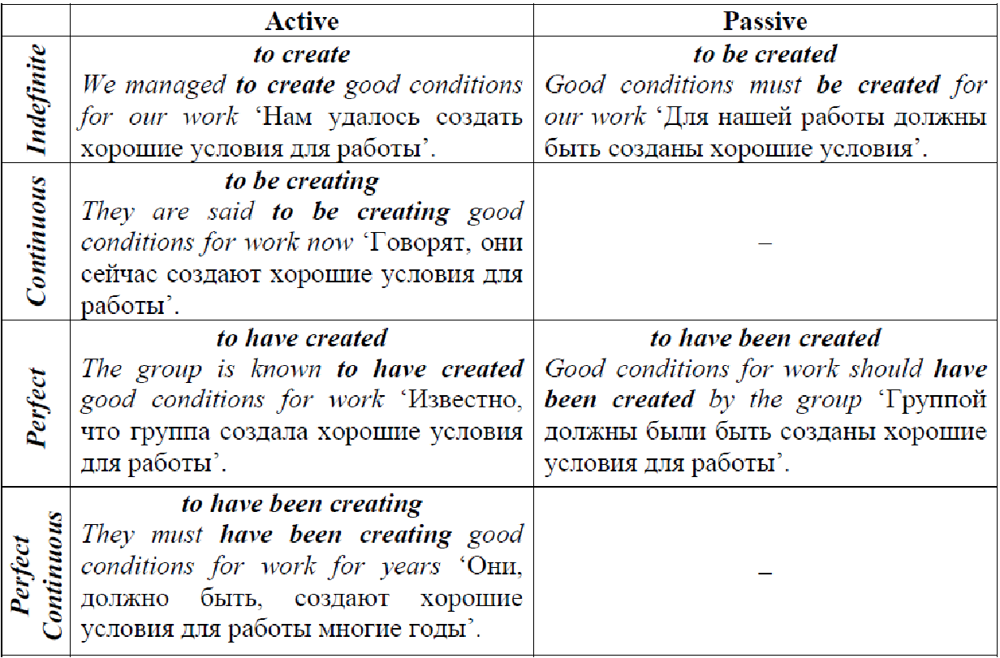 Active
Passive
Indefinite
to create
We managed to create good conditions
for our work ‘Нам удалось создать
хорошие условия для работы’.
to be created
Good conditions must be created for
our work ‘Для нашей работы должны
быть созданы хорошие условия’.
Continuous
to be creating
They are said to be creating good
conditions for work now ‘Говорят, они
сейчас создают хорошие условия для
работы’.
–
Perfect
to have created
The group is known to have created
good conditions for work ‘Известно,
что группа создала хорошие условия
для работы’.
to have been created
Good conditions for work should have
been created by the group ‘Группой
должны были быть созданы хорошие
условия для работы’.
Perfect
Continuous
to have been creating
They must have been creating good
conditions for work for years ‘Они,
должно быть, создают хорошие
условия для работы многие годы’.
–